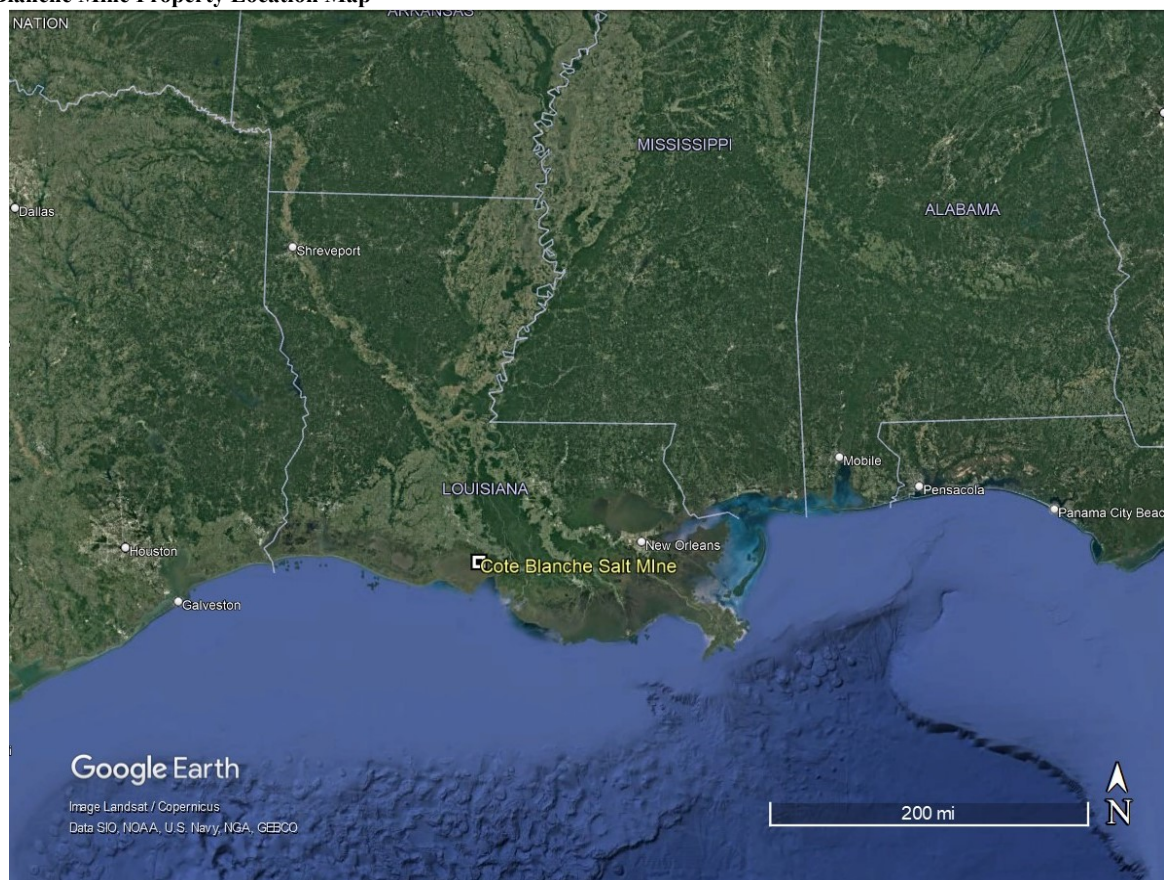 Blanche Mine Property Location Map
NATION
ARKANSAS
MISSISSIPPI
Dallas
ALABAMA
Shreveport
Mobile
LOUISIANA
Pensacola
Panama City Beac
New Orleans
Houston
Cote Blanche Salt MIne
Galveston
Google Earth
Image Landsat / Copernicus
Data SIO, NOAA, U.S. Navy, NGA, GEBCO
200 mi
N